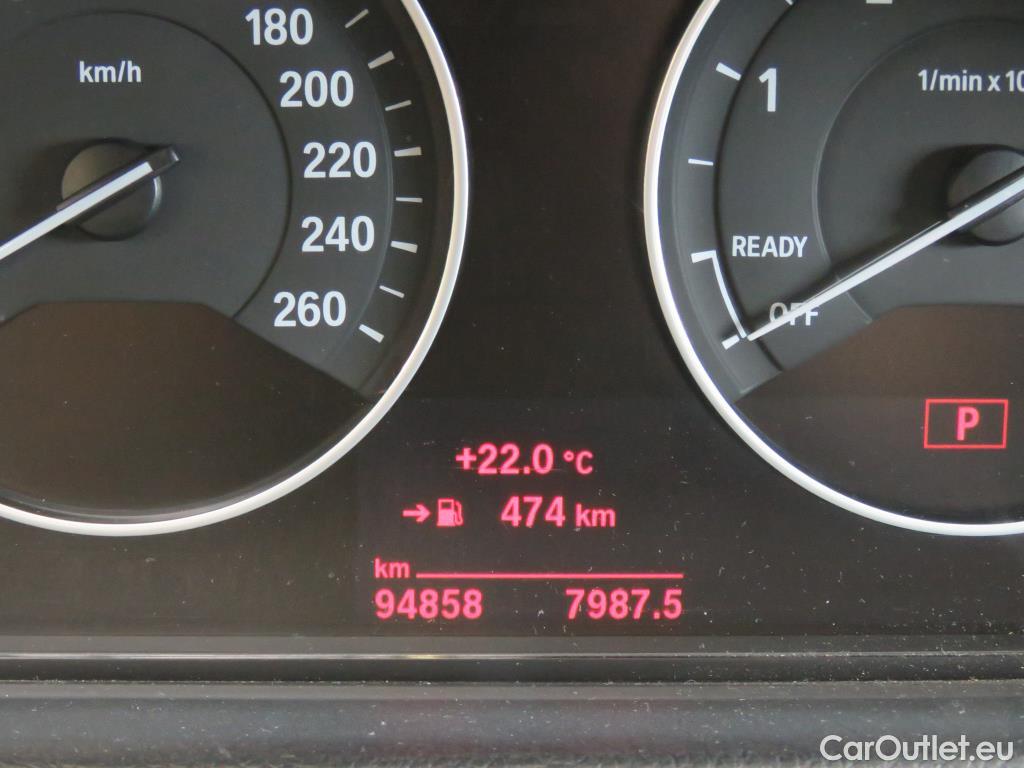 180
km/h
200
220
240
260
1
1/min x 10
READY
OFF
P
+22.0 °C
474 km
km
94858 7987.5
CarOutlet.eu